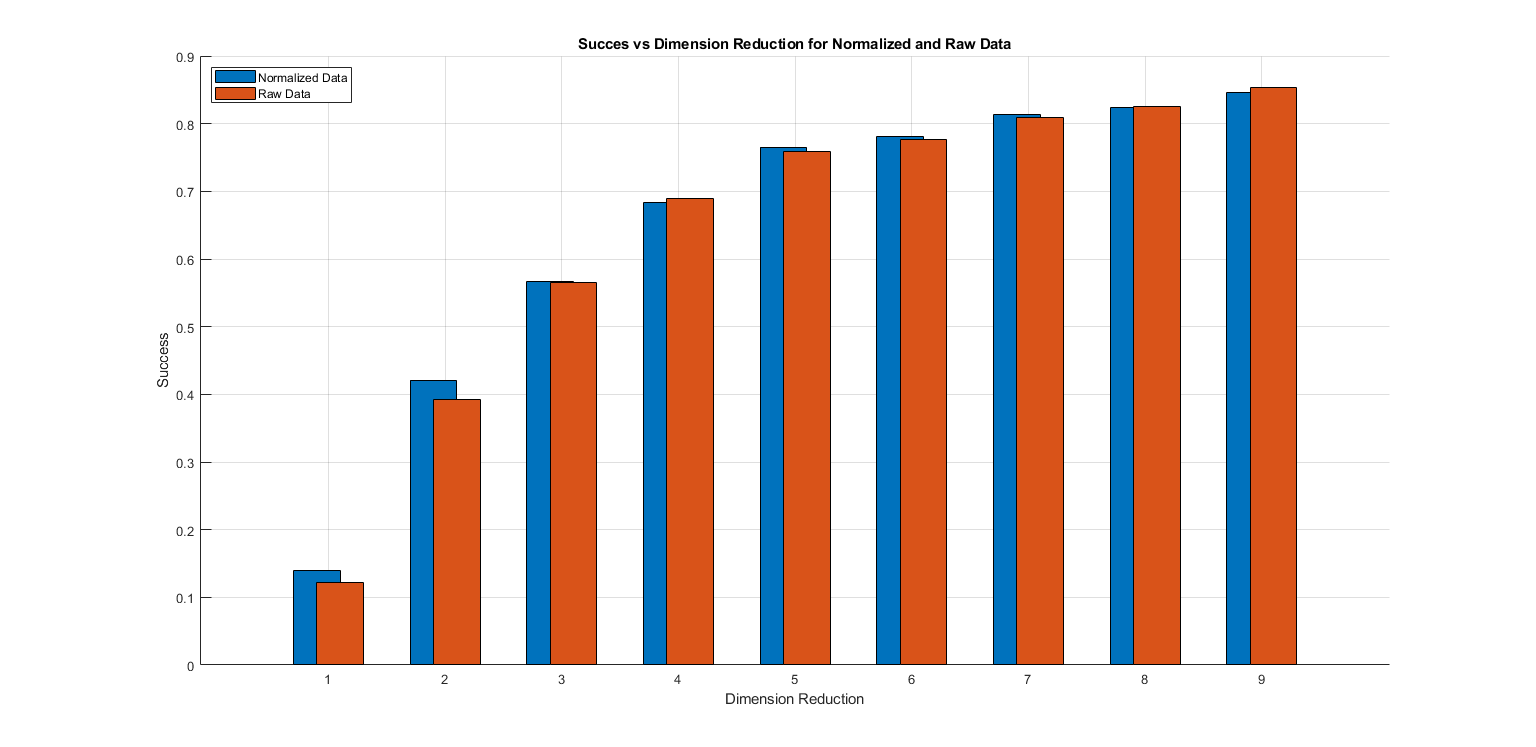 Succes vs Dimension Reduction for Normalized and Raw Data
Normalized Data
Raw Data
0.9
0.8
0.7
0.6
0.5
0.4
0.3
0.2
0.1
0
Success
1 2 3 4 5 6 7 8 9
Dimension Reduction